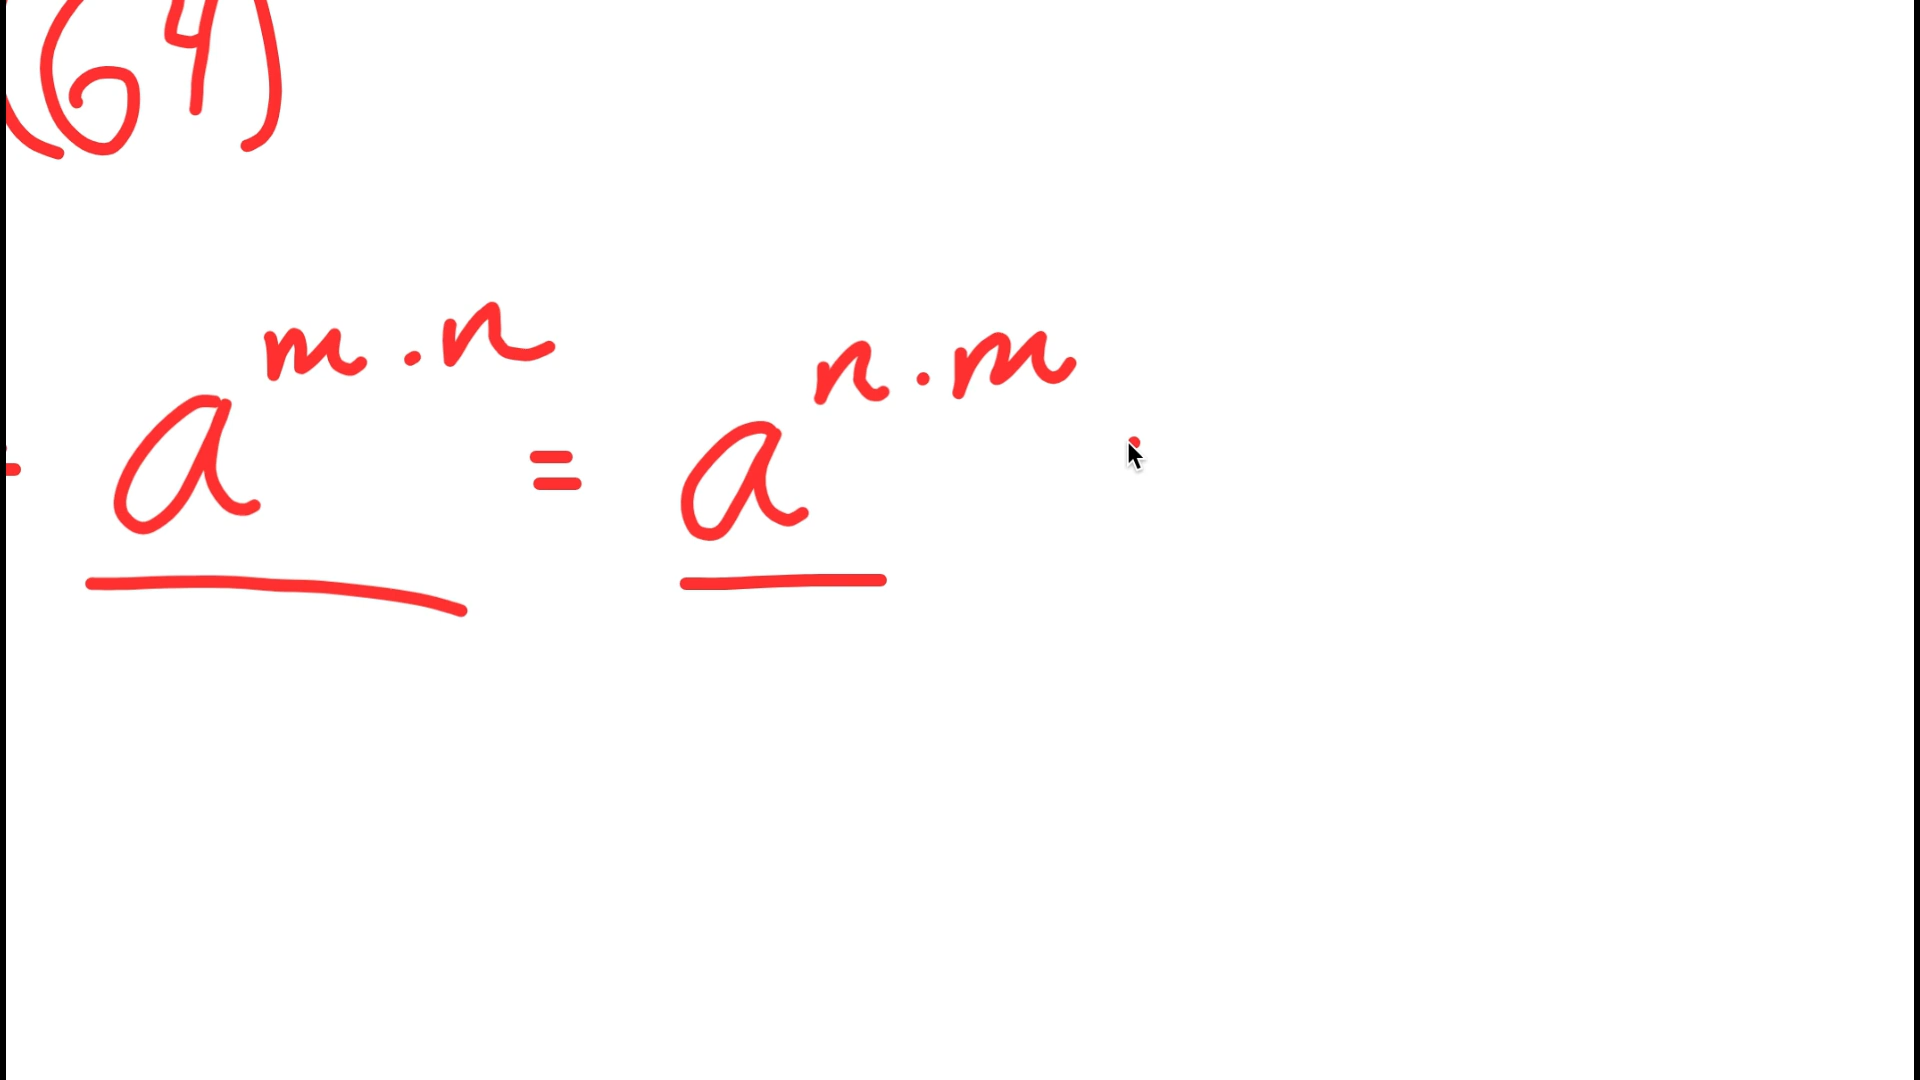 (64)
= a^{m·n} = a^{n·m}